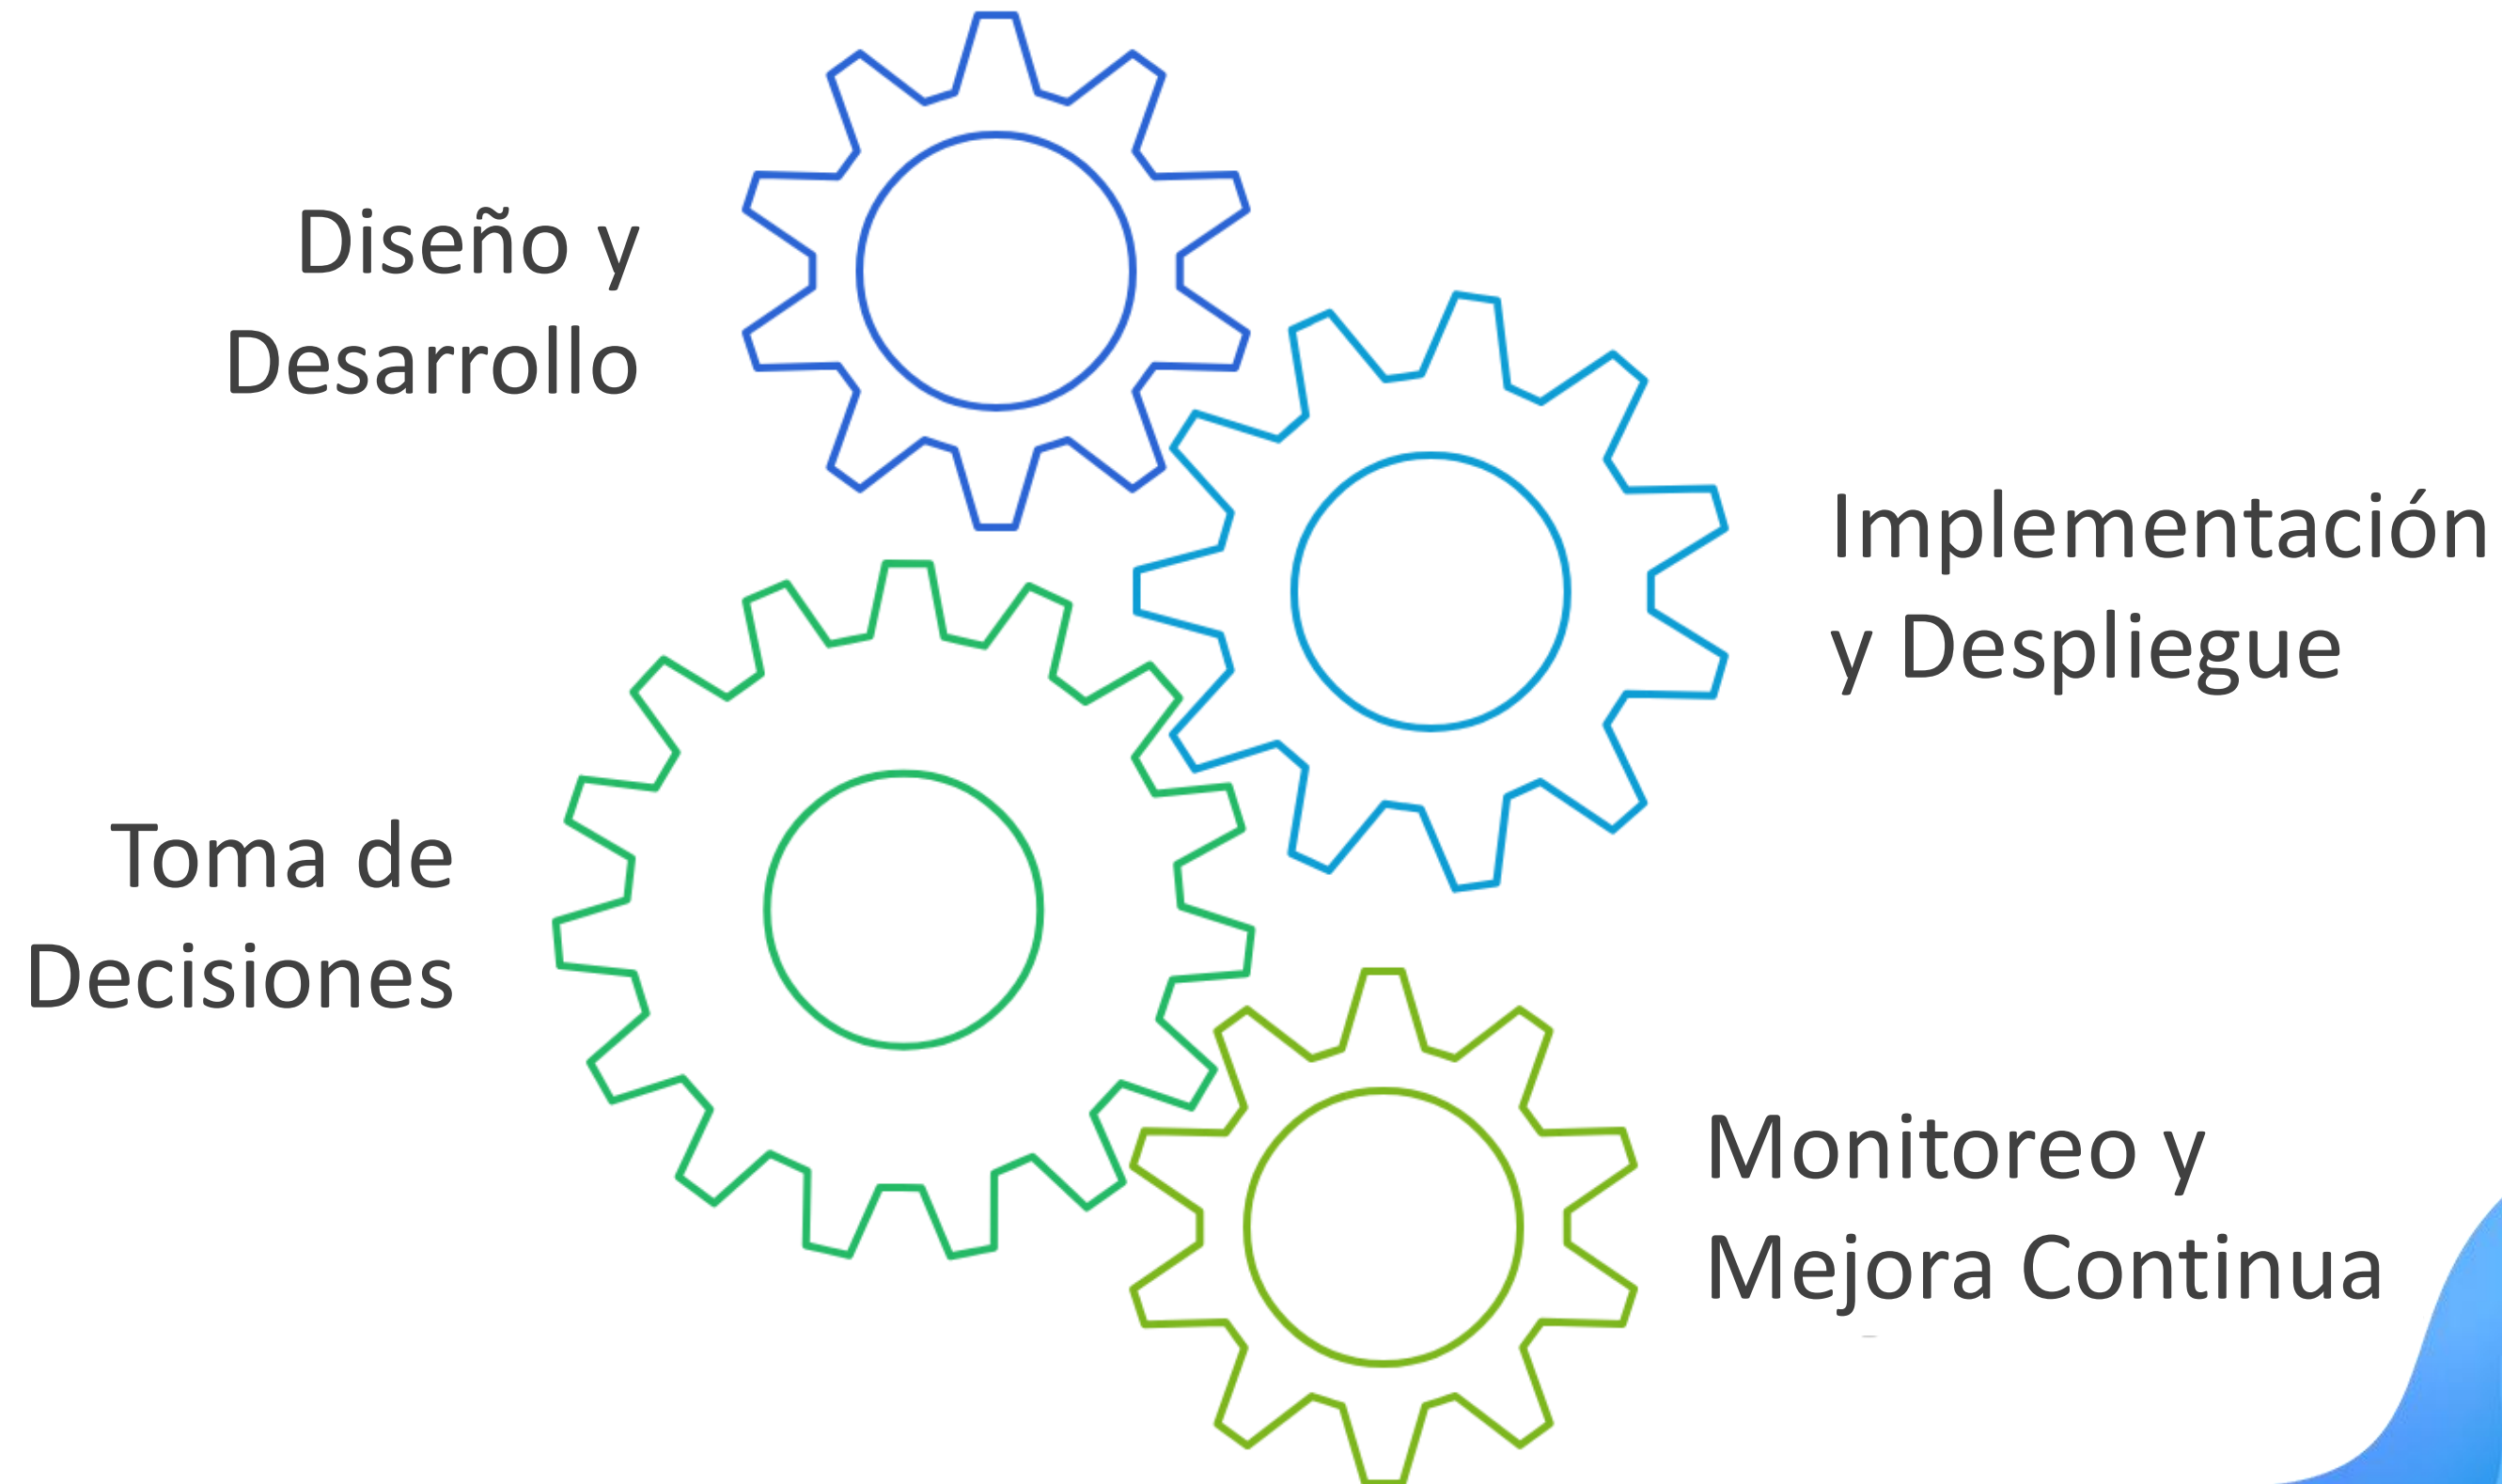 Diseño y
Desarrollo
Implementación
y Despliegue
Toma de
Decisiones
Monitoreo y
Mejora Continua